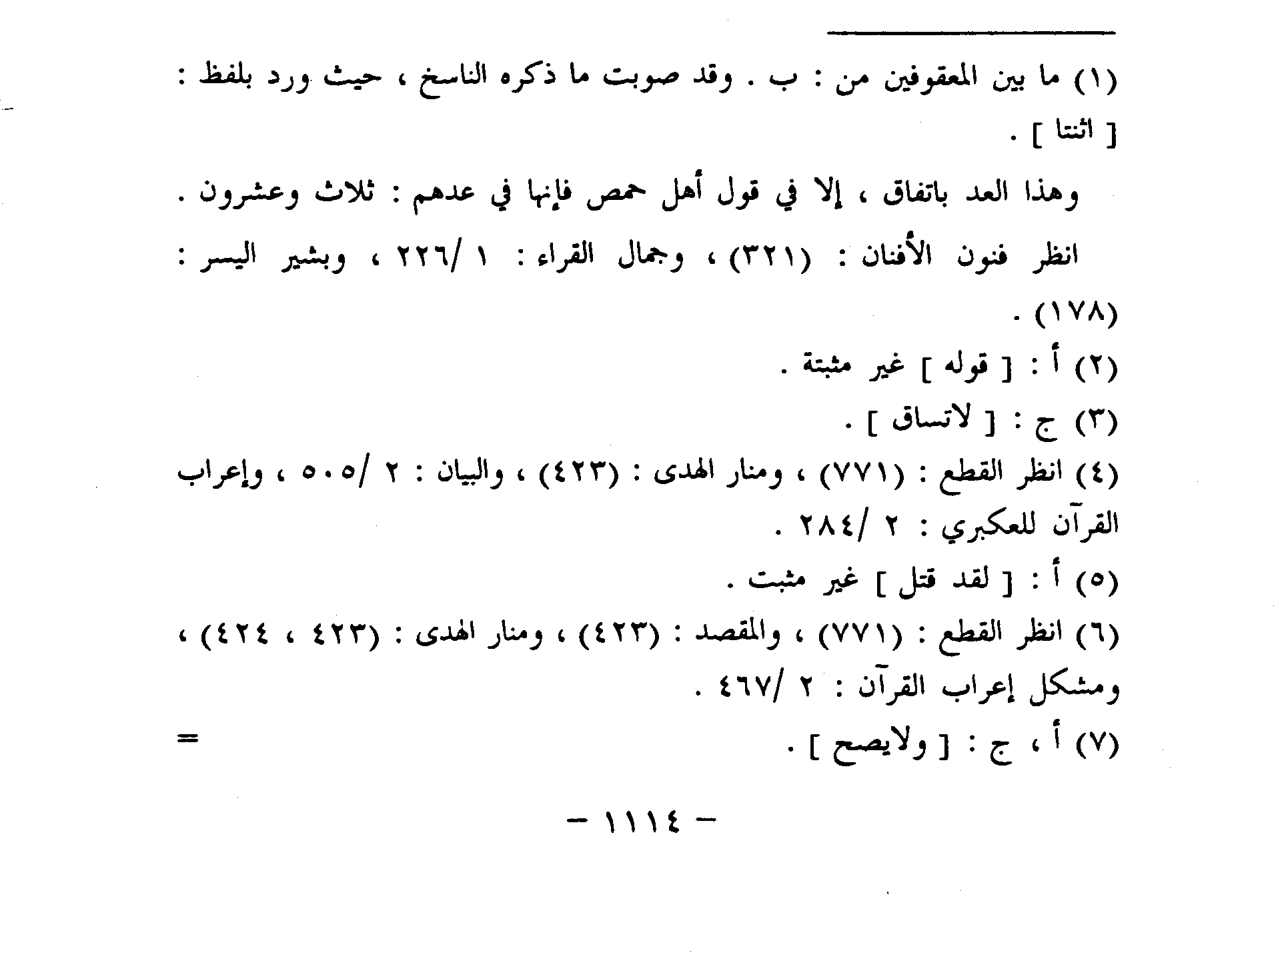 (١) ما بين المعقوفين من : ب . وقد صوبت ما ذكره الناسخ ، حيث ورد بلفظ :
[ اثنتا ] .
وهذا العد باتفاق ، إلا في قول أهل حمص فإنها في عدهم : ثلاث وعشرون .
انظر فنون الأفنان : (٣٢١) ، وجمال القراء : ١ /٢٢٦ ، وبشير اليسر :
(١٧٨) .
(٢) أ : [ قوله ] غير مثبتة .
(٣) ج : [ لاتساق ] .
(٤) انظر القطع : (٧٧١) ، ومنار الهدى : (٤٢٣) ، والبيان : ٢ /٥٠٥ ، وإعراب
القرآن للعكبري : ٢ /٢٨٤ .
(٥) أ : [ لقد قتل ] غير مثبت .
(٦) انظر القطع : (٧٧١) ، والمقصد : (٤٢٣) ، ومنار الهدى : (٤٢٣ ، ٤٢٤) ،
ومشكل إعراب القرآن : ٢ /٤٦٧ .
(٧) أ ، ج : [ ولايصح ] . =
- ١١١٤ -